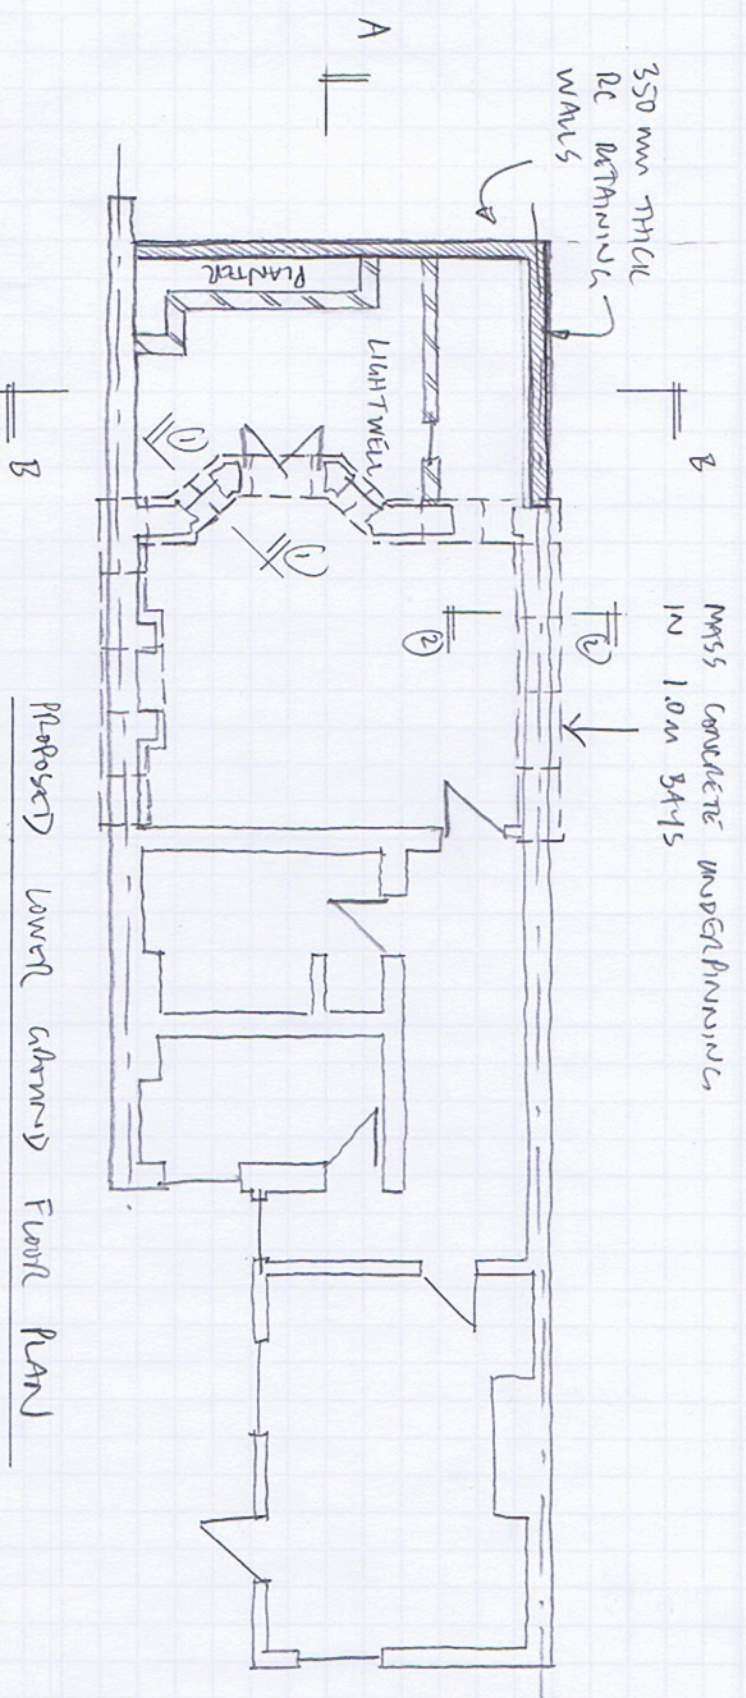 350 mm THICK
RC RETAINING
WALLS
A
B
MASS CONCRETE UNDERPINNING
IN 1.0m BAYS
PLANTER
LIGHTWELL
1
1
2
2
B
PROPOSED LOWER GROUND FLOOR PLAN